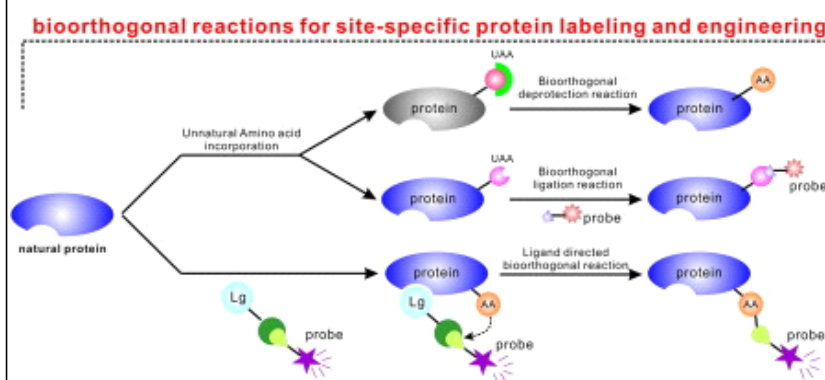 bioorthogonal reactions for site-specific protein labeling and engineering
UAA
protein
Bioorthogonal
deprotection reaction
AA
protein
Unnatural Amino acid
incorporation
UAA
protein
Bioorthogonal
ligation reaction
probe
protein
probe
natural protein
protein
Lg
AA
probe
Ligand directed
bioorthogonal reaction
protein
AA
probe
Lg
probe